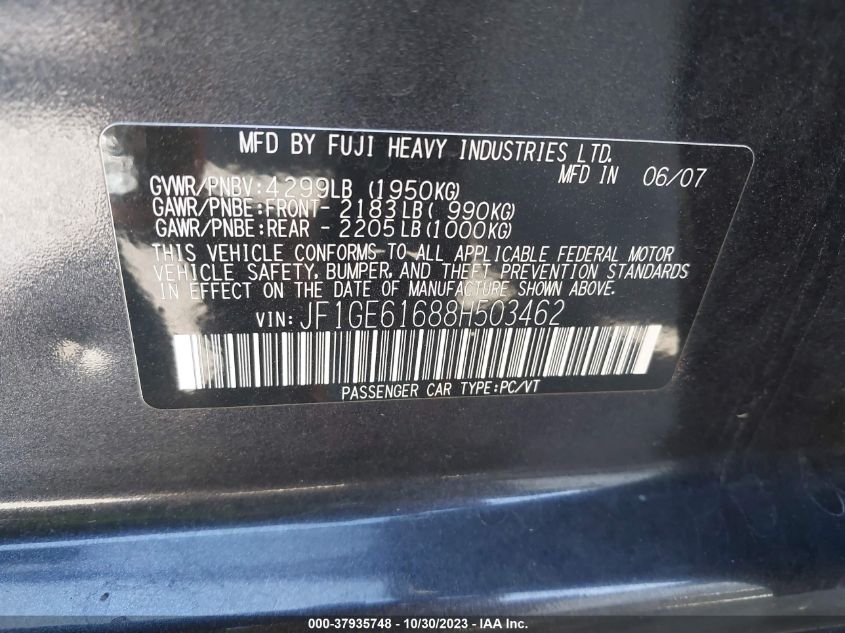 MFD BY FUJI HEAVY INDUSTRIES LTD.
MFD IN 06/07
GVWR/PNBV:4299LB (1950KG)
GAWR/PNBE:FRONT- 2183LB( 990KG)
GAWR/PNBE:REAR - 2205LB(1000KG)
THIS VEHICLE CONFORMS TO ALL APPLICABLE FEDERAL MOTOR
VEHICLE SAFETY, BUMPER, AND THEFT PREVENTION STANDARDS
IN EFFECT ON THE DATE OF MANUFACTURE SHOWN ABOVE.
VIN: JF1GE61688H503462
PASSENGER CAR TYPE:PC/VT
000-37935748 - 10/30/2023 - IAA Inc.